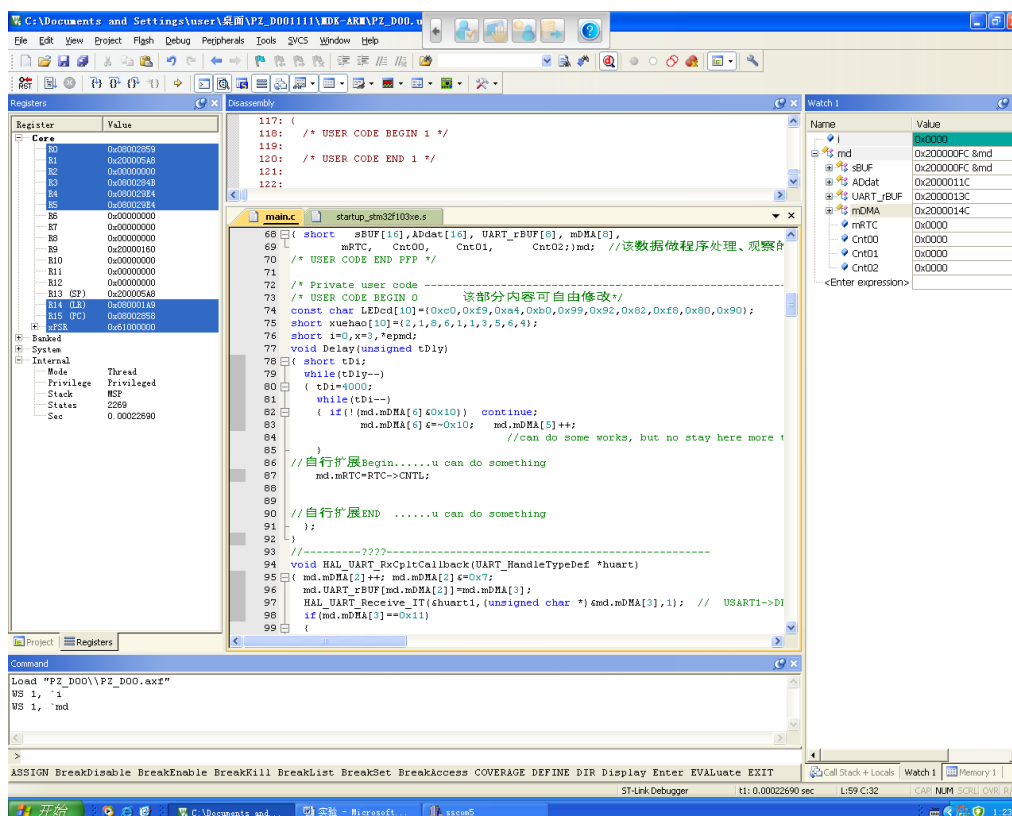 C:\Documents and Settings\user\桌面\PZ_D001111\MDK-ARM\PZ_D00.u
File Edit View Project Flash Debug Peripherals Tools SVCS Window Help
Registers
Register Value
Core
R0 0x08002859
R1 0x200005A8
R2 0x00000000
R3 0x0800284B
R4 0x080029E4
R5 0x080029E4
R6 0x00000000
R7 0x00000000
R8 0x00000000
R9 0x20000160
R10 0x00000000
R11 0x00000000
R12 0x00000000
R13 (SP) 0x200005A8
R14 (LR) 0x080001A9
R15 (PC) 0x08002858
xPSR 0x61000000
Banked
System
Internal
Mode Thread
Privilege Privileged
Stack MSP
States 2269
Sec 0.00022690
Project Registers
Disassembly
117: {
118: /* USER CODE BEGIN 1 */
119:
120: /* USER CODE END 1 */
121:
122:
main.c startup_stm32f103xe.s
68 { short sBUF[16],ADdat[16], UART_rBUF[8], mDMA[8],
69 mRTC, Cnt00, Cnt01, Cnt02;}md; //该数据做程序处理、观察的
70 /* USER CODE END PFP */
71
72 /* Private user code ---
73 /* USER CODE BEGIN 0 该部分内容可自由修改*/
74 const char LEDcd[10]={0xc0,0xf9,0xa4,0xb0,0x99,0x92,0x82,0xf8,0x80,0x90};
75 short xuehao[10]={2,1,8,6,1,1,3,5,6,4};
76 short i=0,x=3,*epmd;
77 void Delay(unsigned tDly)
78 { short tDi;
79 while(tDly--)
80 { tDi=4000;
81 while(tDi--)
82 { if(!(md.mDMA[6]&0x10)) continue;
83 md.mDMA[6]&=~0x10; md.mDMA[5]++;
84 //can do some works, but no stay here more t
85 }
86 //自行扩展Begin......u can do something
87 md.mRTC=RTC->CNTL;
88
89
90 //自行扩展END ......u can do something
91 };
92 }
93 //---------????---------------------------------------------------
94 void HAL_UART_RxCpltCallback(UART_HandleTypeDef *huart)
95 { md.mDMA[2]++; md.mDMA[2]&=0x7;
96 md.UART_rBUF[md.mDMA[2]]=md.mDMA[3];
97 HAL_UART_Receive_IT(&huart1,(unsigned char *)&md.mDMA[3],1); // USART1->D
98 if(md.mDMA[3]==0x11)
99 {
Watch 1
Name Value
i 0x0000
md 0x200000FC &md
sBUF 0x200000FC &md
ADdat 0x2000011C
UART_rBUF 0x2000013C
mDMA 0x2000014C
mRTC 0x0000
Cnt00 0x0000
Cnt01 0x0000
Cnt02 0x0000
<Enter expression>
Command
Load "PZ_D00\\PZ_D00.axf"
WS 1, `i
WS 1, `md
>
ASSIGN BreakDisable BreakEnable BreakKill BreakList BreakSet BreakAccess COVERAGE DEFINE DIR Display Enter EVALuate EXIT
Call Stack + Locals Watch 1 Memory 1
ST-Link Debugger t1: 0.00022690 sec L:59 C:32 CAP NUM SCRL OVR R
开始 C:\Documents and... 实验 - Microsoft... sscom5 1:23